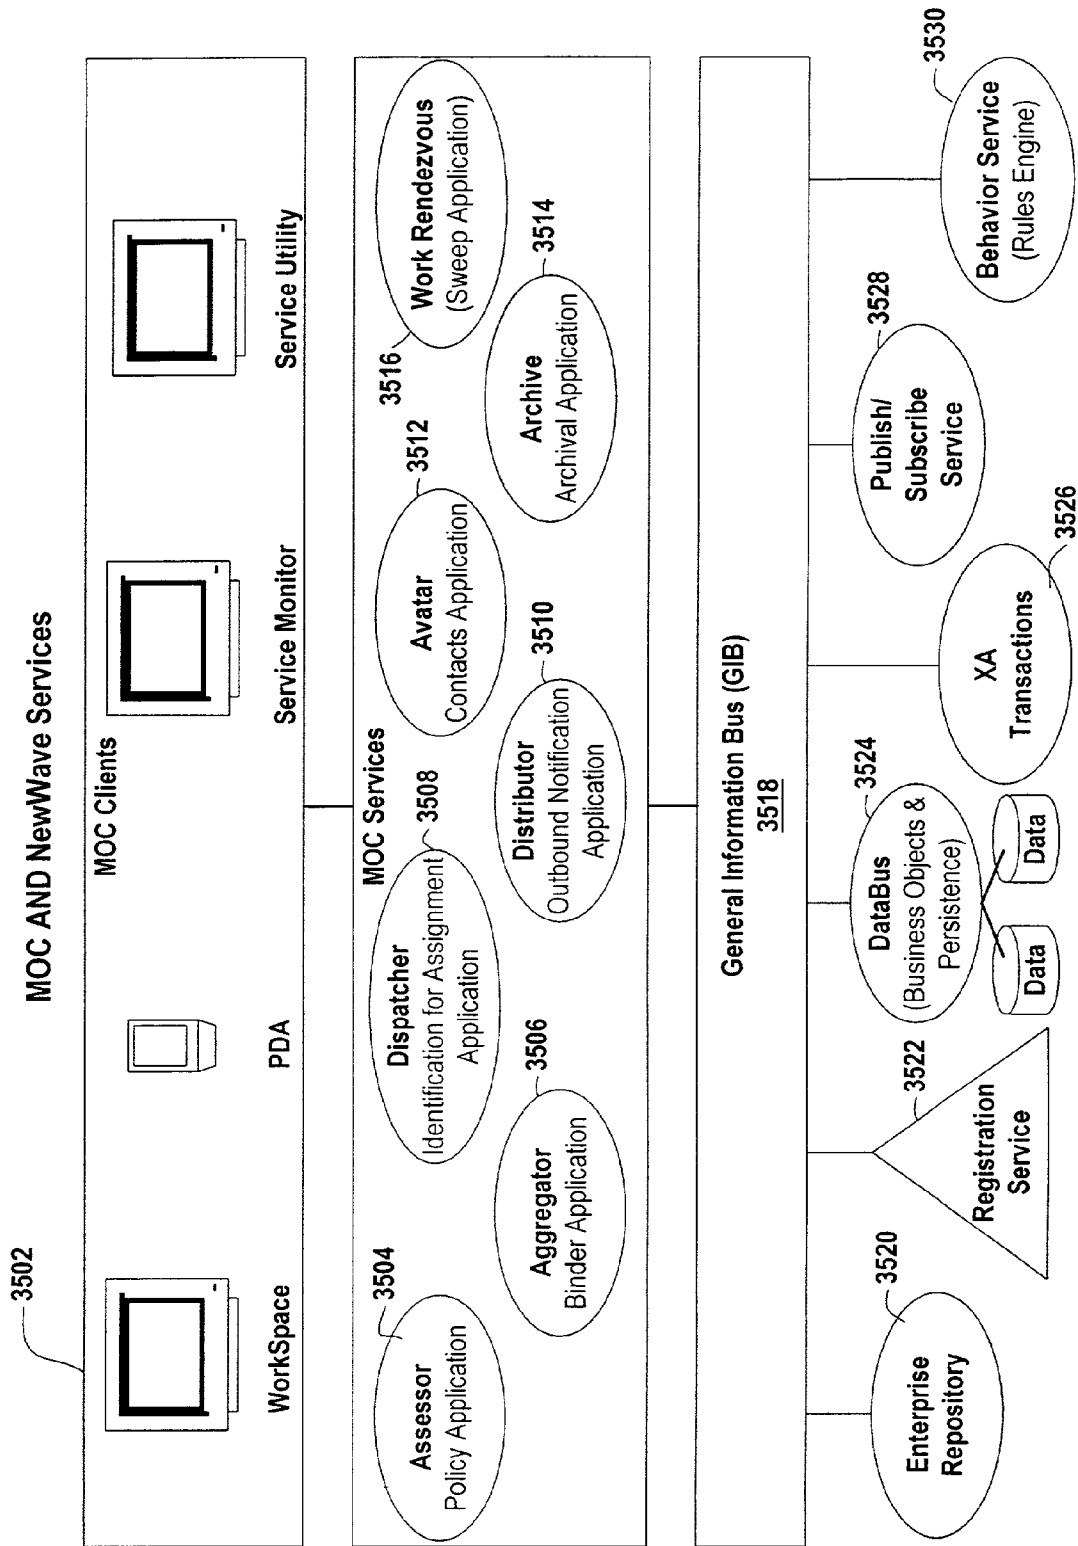 MOC AND NewWave Services
3502
MOC Clients
WorkSpace
PDA
Service Monitor
Service Utility
MOC Services
3504
Assessor
Policy Application
3506
Aggregator
Binder Application
3508
Dispatcher
Identification for Assignment
Application
3510
Distributor
Outbound Notification
Application
3512
Avatar
Contacts Application
3514
Archive
Archival Application
3516
Work Rendezvous
(Sweep Application)
General Information Bus (GIB)
3518
3520
Enterprise
Repository
3522
Registration
Service
3524
DataBus
(Business Objects &
Persistence)
Data
Data
3526
XA
Transactions
3528
Publish/
Subscribe
Service
3530
Behavior Service
(Rules Engine)